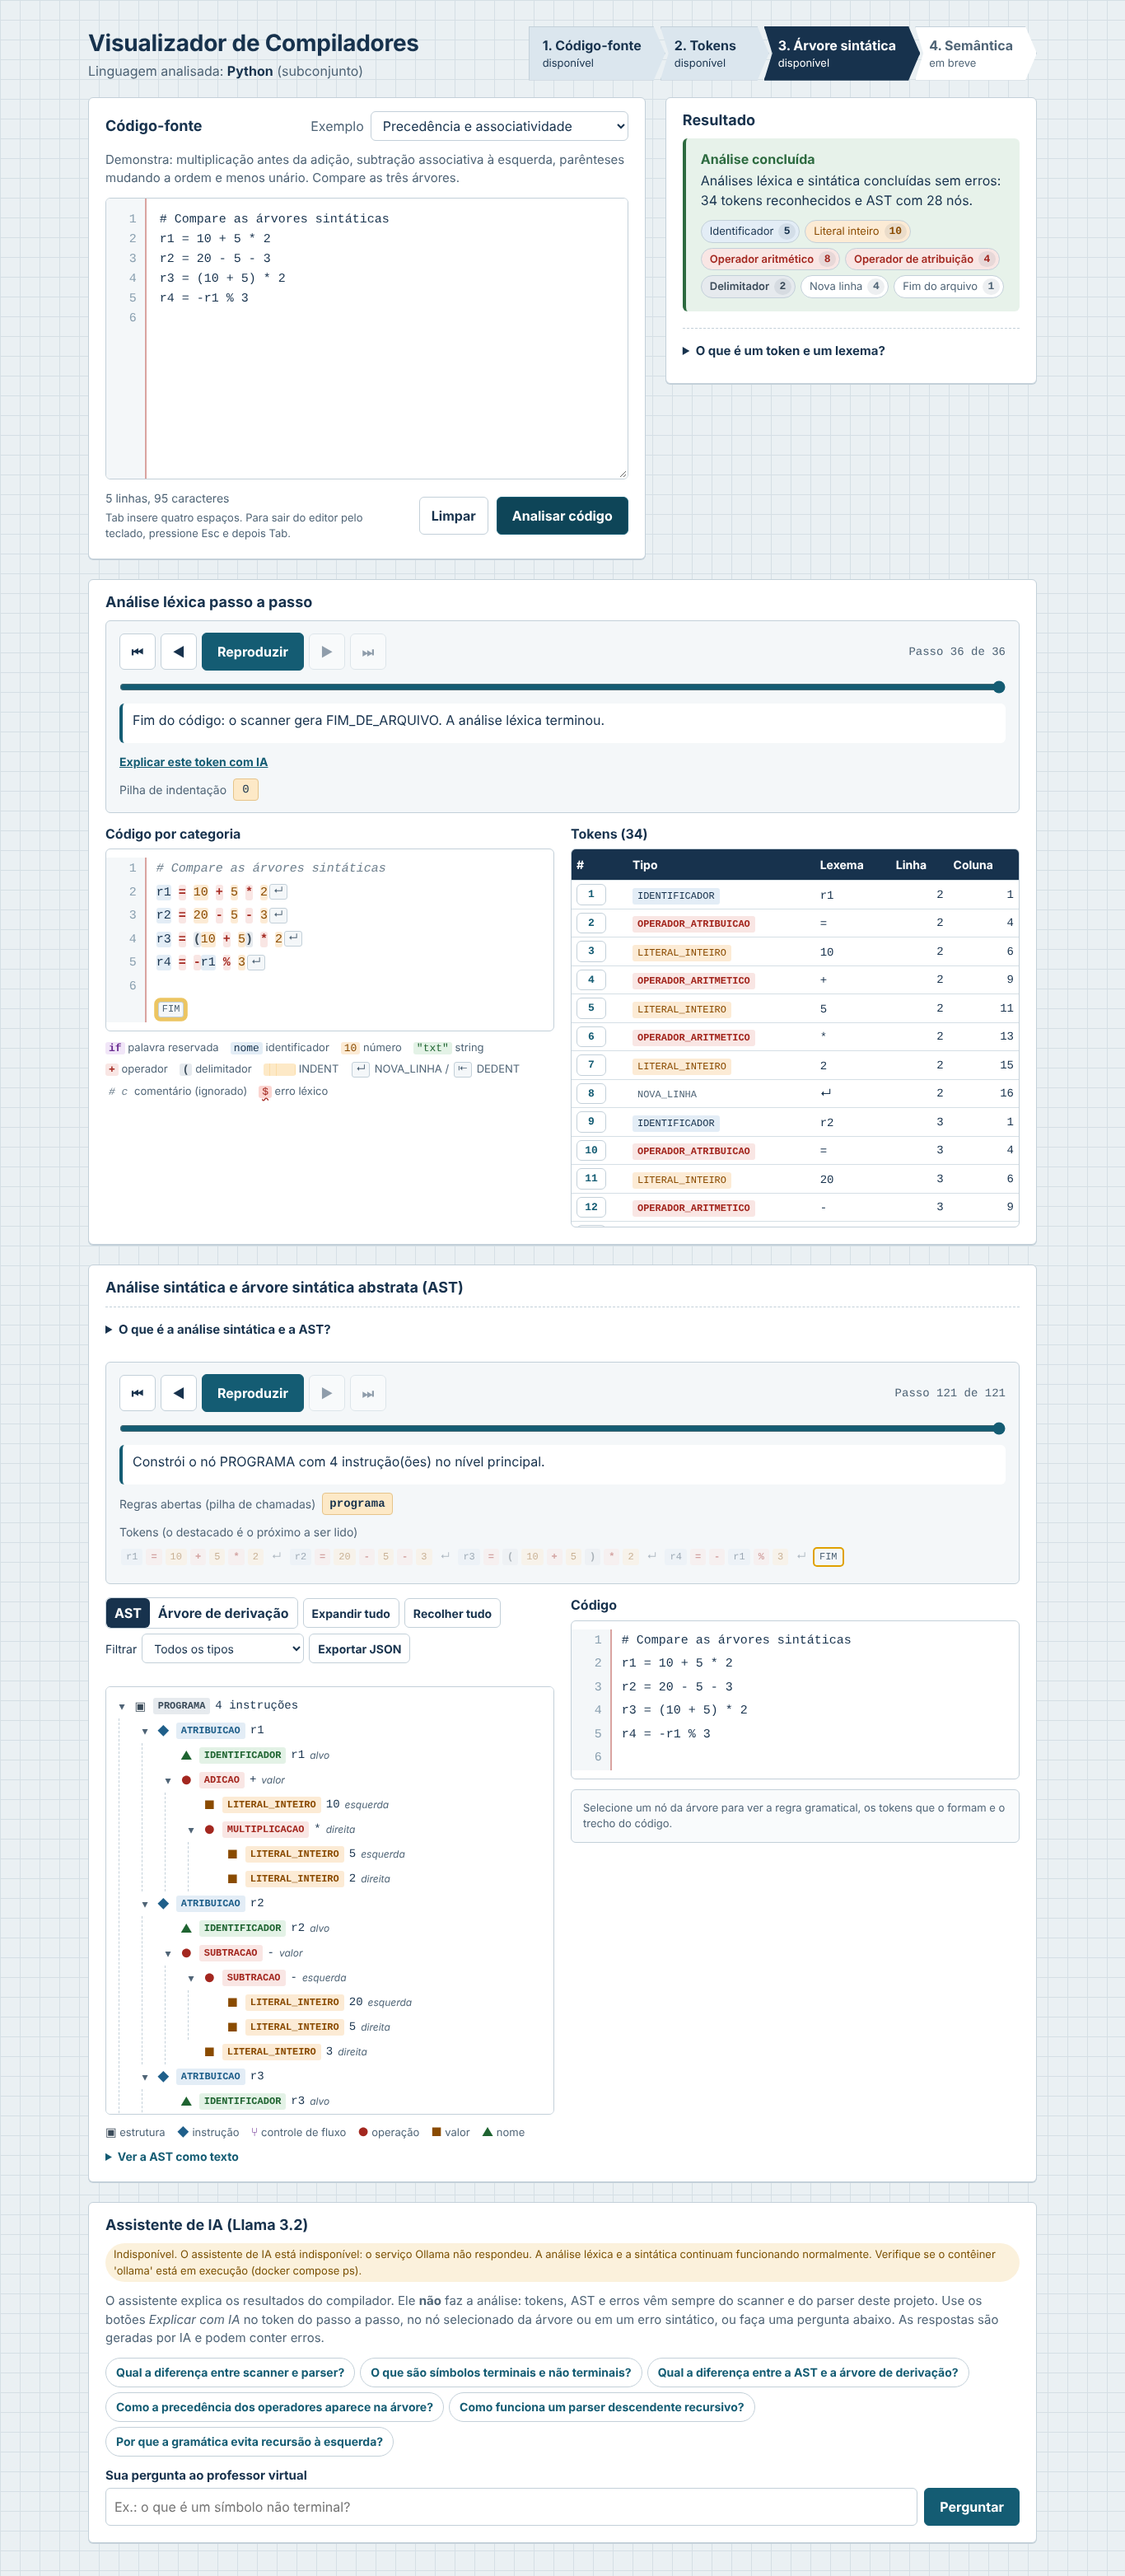 Visualizador de Compiladores
Linguagem analisada: Python (subconjunto)
1. Código-fonte
disponível
2. Tokens
disponível
3. Árvore sintática
disponível
4. Semântica
em breve
Código-fonte
Exemplo Precedência e associatividade
Demonstra: multiplicação antes da adição, subtração associativa à esquerda, parênteses
mudando a ordem e menos unário. Compare as três árvores.
1 # Compare as árvores sintáticas
2 r1 = 10 + 5 * 2
3 r2 = 20 - 5 - 3
4 r3 = (10 + 5) * 2
5 r4 = -r1 % 3
6
5 linhas, 95 caracteres
Tab insere quatro espaços. Para sair do editor pelo
teclado, pressione Esc e depois Tab.
Limpar
Analisar código
Resultado
Análise concluída
Análises léxica e sintática concluídas sem erros:
34 tokens reconhecidos e AST com 28 nós.
Identificador 5 Literal inteiro 10
Operador aritmético 8 Operador de atribuição 4
Delimitador 2 Nova linha 4 Fim do arquivo 1
▶ O que é um token e um lexema?
Análise léxica passo a passo
⏮ ◀ Reproduzir ▶ ⏭ Passo 36 de 36
Fim do código: o scanner gera FIM_DE_ARQUIVO. A análise léxica terminou.
Explicar este token com IA
Pilha de indentação 0
Código por categoria
1 # Compare as árvores sintáticas
2 r1 = 10 + 5 * 2↵
3 r2 = 20 - 5 - 3↵
4 r3 = (10 + 5) * 2↵
5 r4 = -r1 % 3↵
6
FIM
if palavra reservada nome identificador 10 número "txt" string
+ operador ( delimitador INDENT ↵ NOVA_LINHA / ⇤ DEDENT
# c comentário (ignorado) $ erro léxico
Tokens (34)
# Tipo Lexema Linha Coluna
1 IDENTIFICADOR r1 2 1
2 OPERADOR_ATRIBUICAO = 2 4
3 LITERAL_INTEIRO 10 2 6
4 OPERADOR_ARITMETICO + 2 9
5 LITERAL_INTEIRO 5 2 11
6 OPERADOR_ARITMETICO * 2 13
7 LITERAL_INTEIRO 2 2 15
8 NOVA_LINHA ↵ 2 16
9 IDENTIFICADOR r2 3 1
10 OPERADOR_ATRIBUICAO = 3 4
11 LITERAL_INTEIRO 20 3 6
12 OPERADOR_ARITMETICO - 3 9
Análise sintática e árvore sintática abstrata (AST)
▶ O que é a análise sintática e a AST?
⏮ ◀ Reproduzir ▶ ⏭ Passo 121 de 121
Constrói o nó PROGRAMA com 4 instrução(ões) no nível principal.
Regras abertas (pilha de chamadas) programa
Tokens (o destacado é o próximo a ser lido)
r1 = 10 + 5 * 2 ↵ r2 = 20 - 5 - 3 ↵ r3 = ( 10 + 5 ) * 2 ↵ r4 = - r1 % 3 ↵ FIM
AST Árvore de derivação Expandir tudo Recolher tudo
Filtrar Todos os tipos Exportar JSON
▼ ▣ PROGRAMA 4 instruções
▼ ◆ ATRIBUICAO r1
▲ IDENTIFICADOR r1 alvo
▼ ● ADICAO + valor
■ LITERAL_INTEIRO 10 esquerda
▼ ● MULTIPLICACAO * direita
■ LITERAL_INTEIRO 5 esquerda
■ LITERAL_INTEIRO 2 direita
▼ ◆ ATRIBUICAO r2
▲ IDENTIFICADOR r2 alvo
▼ ● SUBTRACAO - valor
▼ ● SUBTRACAO - esquerda
■ LITERAL_INTEIRO 20 esquerda
■ LITERAL_INTEIRO 5 direita
■ LITERAL_INTEIRO 3 direita
▼ ◆ ATRIBUICAO r3
▲ IDENTIFICADOR r3 alvo
▣ estrutura ◆ instrução ⑂ controle de fluxo ● operação ■ valor ▲ nome
▶ Ver a AST como texto
Código
1 # Compare as árvores sintáticas
2 r1 = 10 + 5 * 2
3 r2 = 20 - 5 - 3
4 r3 = (10 + 5) * 2
5 r4 = -r1 % 3
6
Selecione um nó da árvore para ver a regra gramatical, os tokens que o formam e o
trecho do código.
Assistente de IA (Llama 3.2)
Indisponível. O assistente de IA está indisponível: o serviço Ollama não respondeu. A análise léxica e a sintática continuam funcionando normalmente. Verifique se o contêiner
'ollama' está em execução (docker compose ps).
O assistente explica os resultados do compilador. Ele não faz a análise: tokens, AST e erros vêm sempre do scanner e do parser deste projeto. Use os
botões Explicar com IA no token do passo a passo, no nó selecionado da árvore ou em um erro sintático, ou faça uma pergunta abaixo. As respostas são
geradas por IA e podem conter erros.
Qual a diferença entre scanner e parser? O que são símbolos terminais e não terminais? Qual a diferença entre a AST e a árvore de derivação?
Como a precedência dos operadores aparece na árvore? Como funciona um parser descendente recursivo?
Por que a gramática evita recursão à esquerda?
Sua pergunta ao professor virtual
Ex.: o que é um símbolo não terminal?
Perguntar